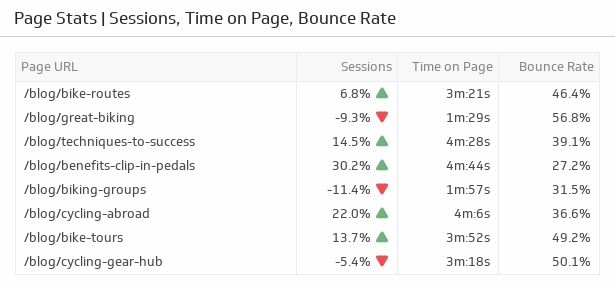 Page Stats | Sessions, Time on Page, Bounce Rate
Page URL Sessions Time on Page Bounce Rate
/blog/bike-routes 6.8% 3m:21s 46.4%
/blog/great-biking -9.3% 1m:29s 56.8%
/blog/techniques-to-success 14.5% 4m:28s 39.1%
/blog/benefits-clip-in-pedals 30.2% 4m:44s 27.2%
/blog/biking-groups -11.4% 1m:57s 31.5%
/blog/cycling-abroad 22.0% 4m:6s 36.6%
/blog/bike-tours 13.7% 3m:52s 49.2%
/blog/cycling-gear-hub -5.4% 3m:18s 50.1%